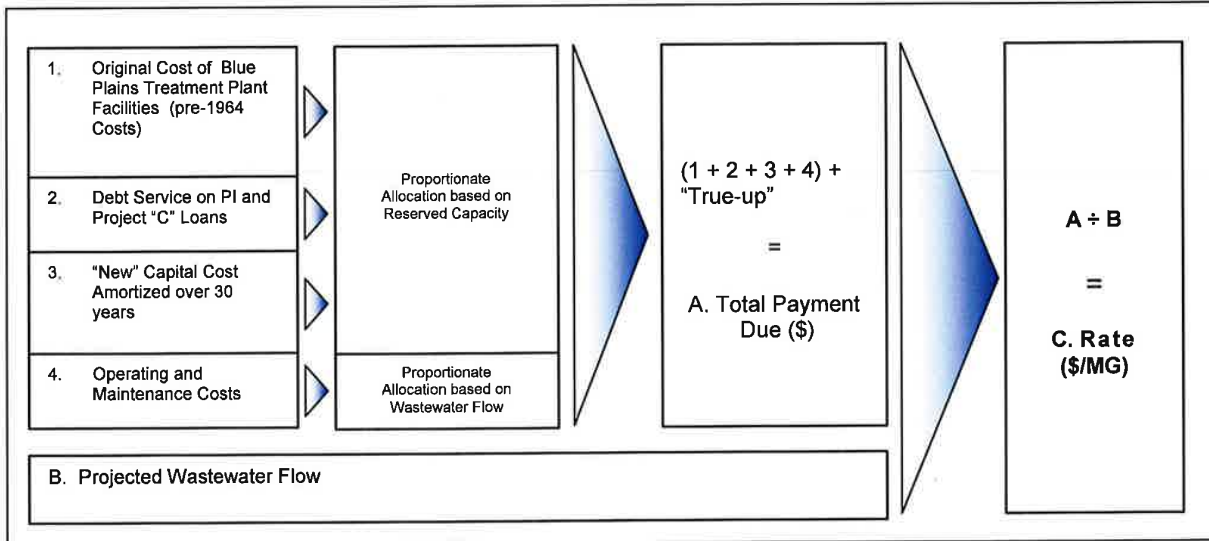 1. Original Cost of Blue
Plains Treatment Plant
Facilities (pre-1964
Costs)
2. Debt Service on PI and
Project "C" Loans
3. "New" Capital Cost
Amortized over 30
years
4. Operating and
Maintenance Costs
Proportionate
Allocation based on
Reserved Capacity
Proportionate
Allocation based on
Wastewater Flow
(1 + 2 + 3 + 4) +
"True-up"
=
A. Total Payment
Due ($)
B. Projected Wastewater Flow
A ÷ B
=
C. Rate
($/MG)